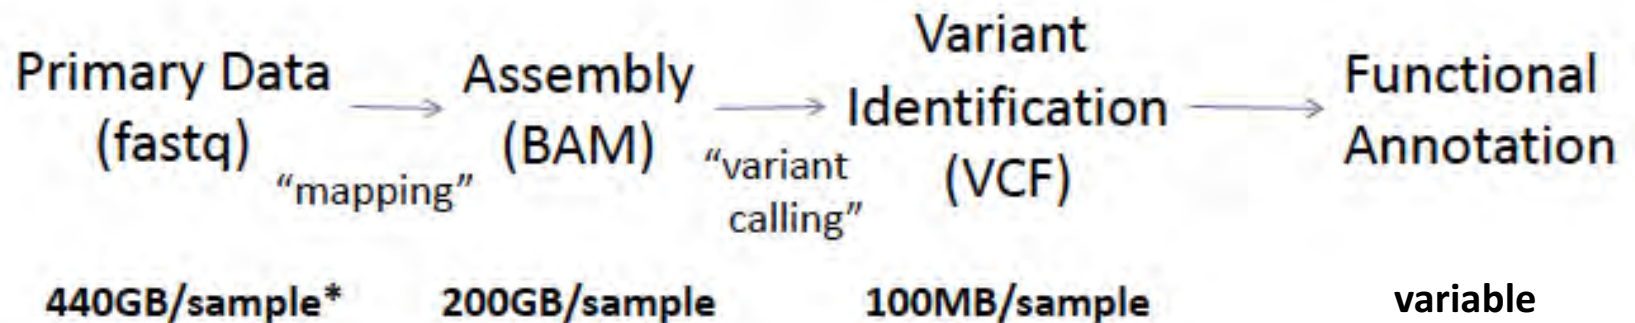 Primary Data
(fastq)
"mapping"
Assembly
(BAM)
"variant
calling"
Variant
Identification
(VCF)
Functional
Annotation
440GB/sample*
200GB/sample
100MB/sample
variable